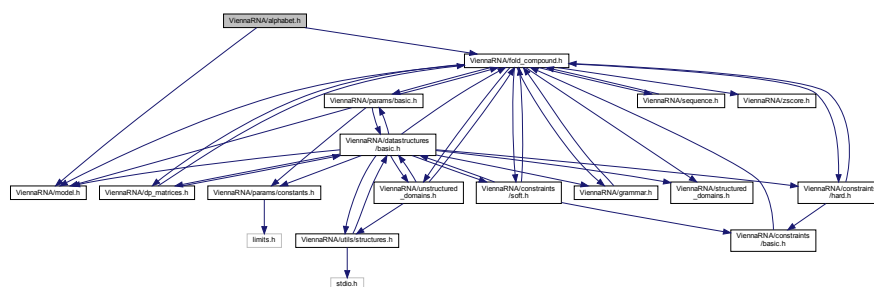 ViennaRNA/alphabet.h
ViennaRNA/fold_compound.h
ViennaRNA/params/basic.h
ViennaRNA/sequence.h
ViennaRNA/zscore.h
ViennaRNA/datastructures
/basic.h
ViennaRNA/model.h
ViennaRNA/dp_matrices.h
ViennaRNA/params/constants.h
ViennaRNA/unstructured
_domains.h
ViennaRNA/constraints
/soft.h
ViennaRNA/grammar.h
ViennaRNA/structured
_domains.h
ViennaRNA/constraints
/hard.h
limits.h
ViennaRNA/utils/structures.h
ViennaRNA/constraints
/basic.h
stdio.h